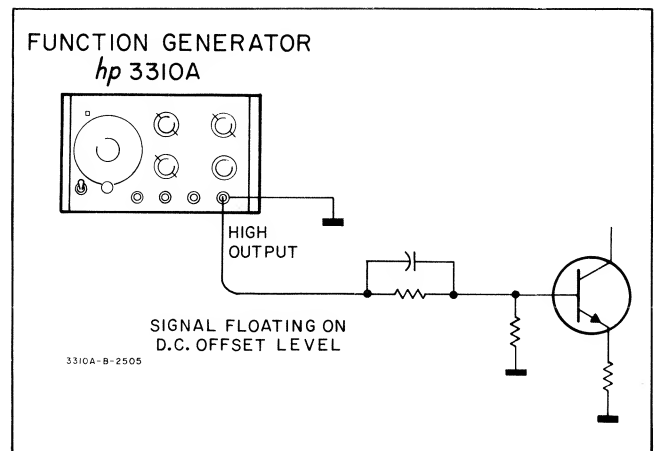 FUNCTION GENERATOR
hp 3310A
HIGH
OUTPUT
SIGNAL FLOATING ON
D.C. OFFSET LEVEL
3310A-B-2505